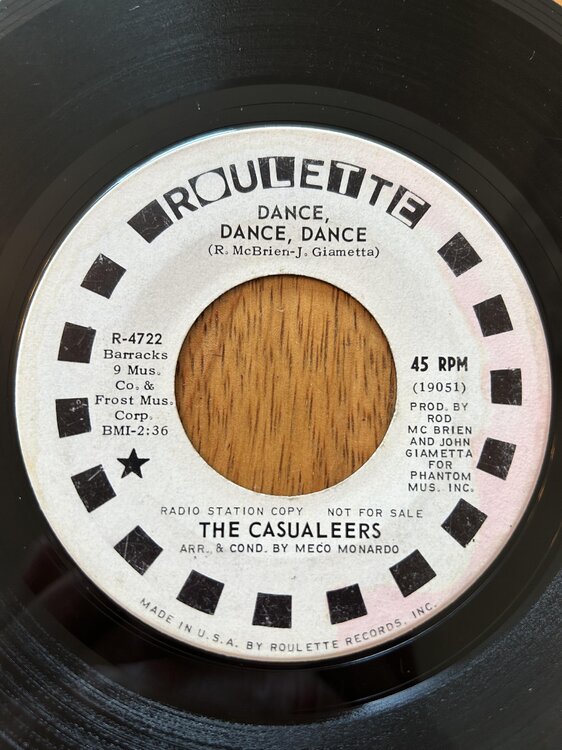 ROULETTE
DANCE,
DANCE, DANCE
(R. McBrien-J. Giametta)
R-4722
Barracks
9 Mus.
Co. &
Frost Mus.
Corp.
BMI-2:36
45 RPM
(19051)
PROD. BY
ROD
MC BRIEN
AND JOHN
GIAMETTA
FOR
PHANTOM
MUS. INC.
RADIO STATION COPY NOT FOR SALE
THE CASUALEERS
ARR. & COND. BY MECO MONARDO
MADE IN U.S.A. BY ROULETTE RECORDS, INC.